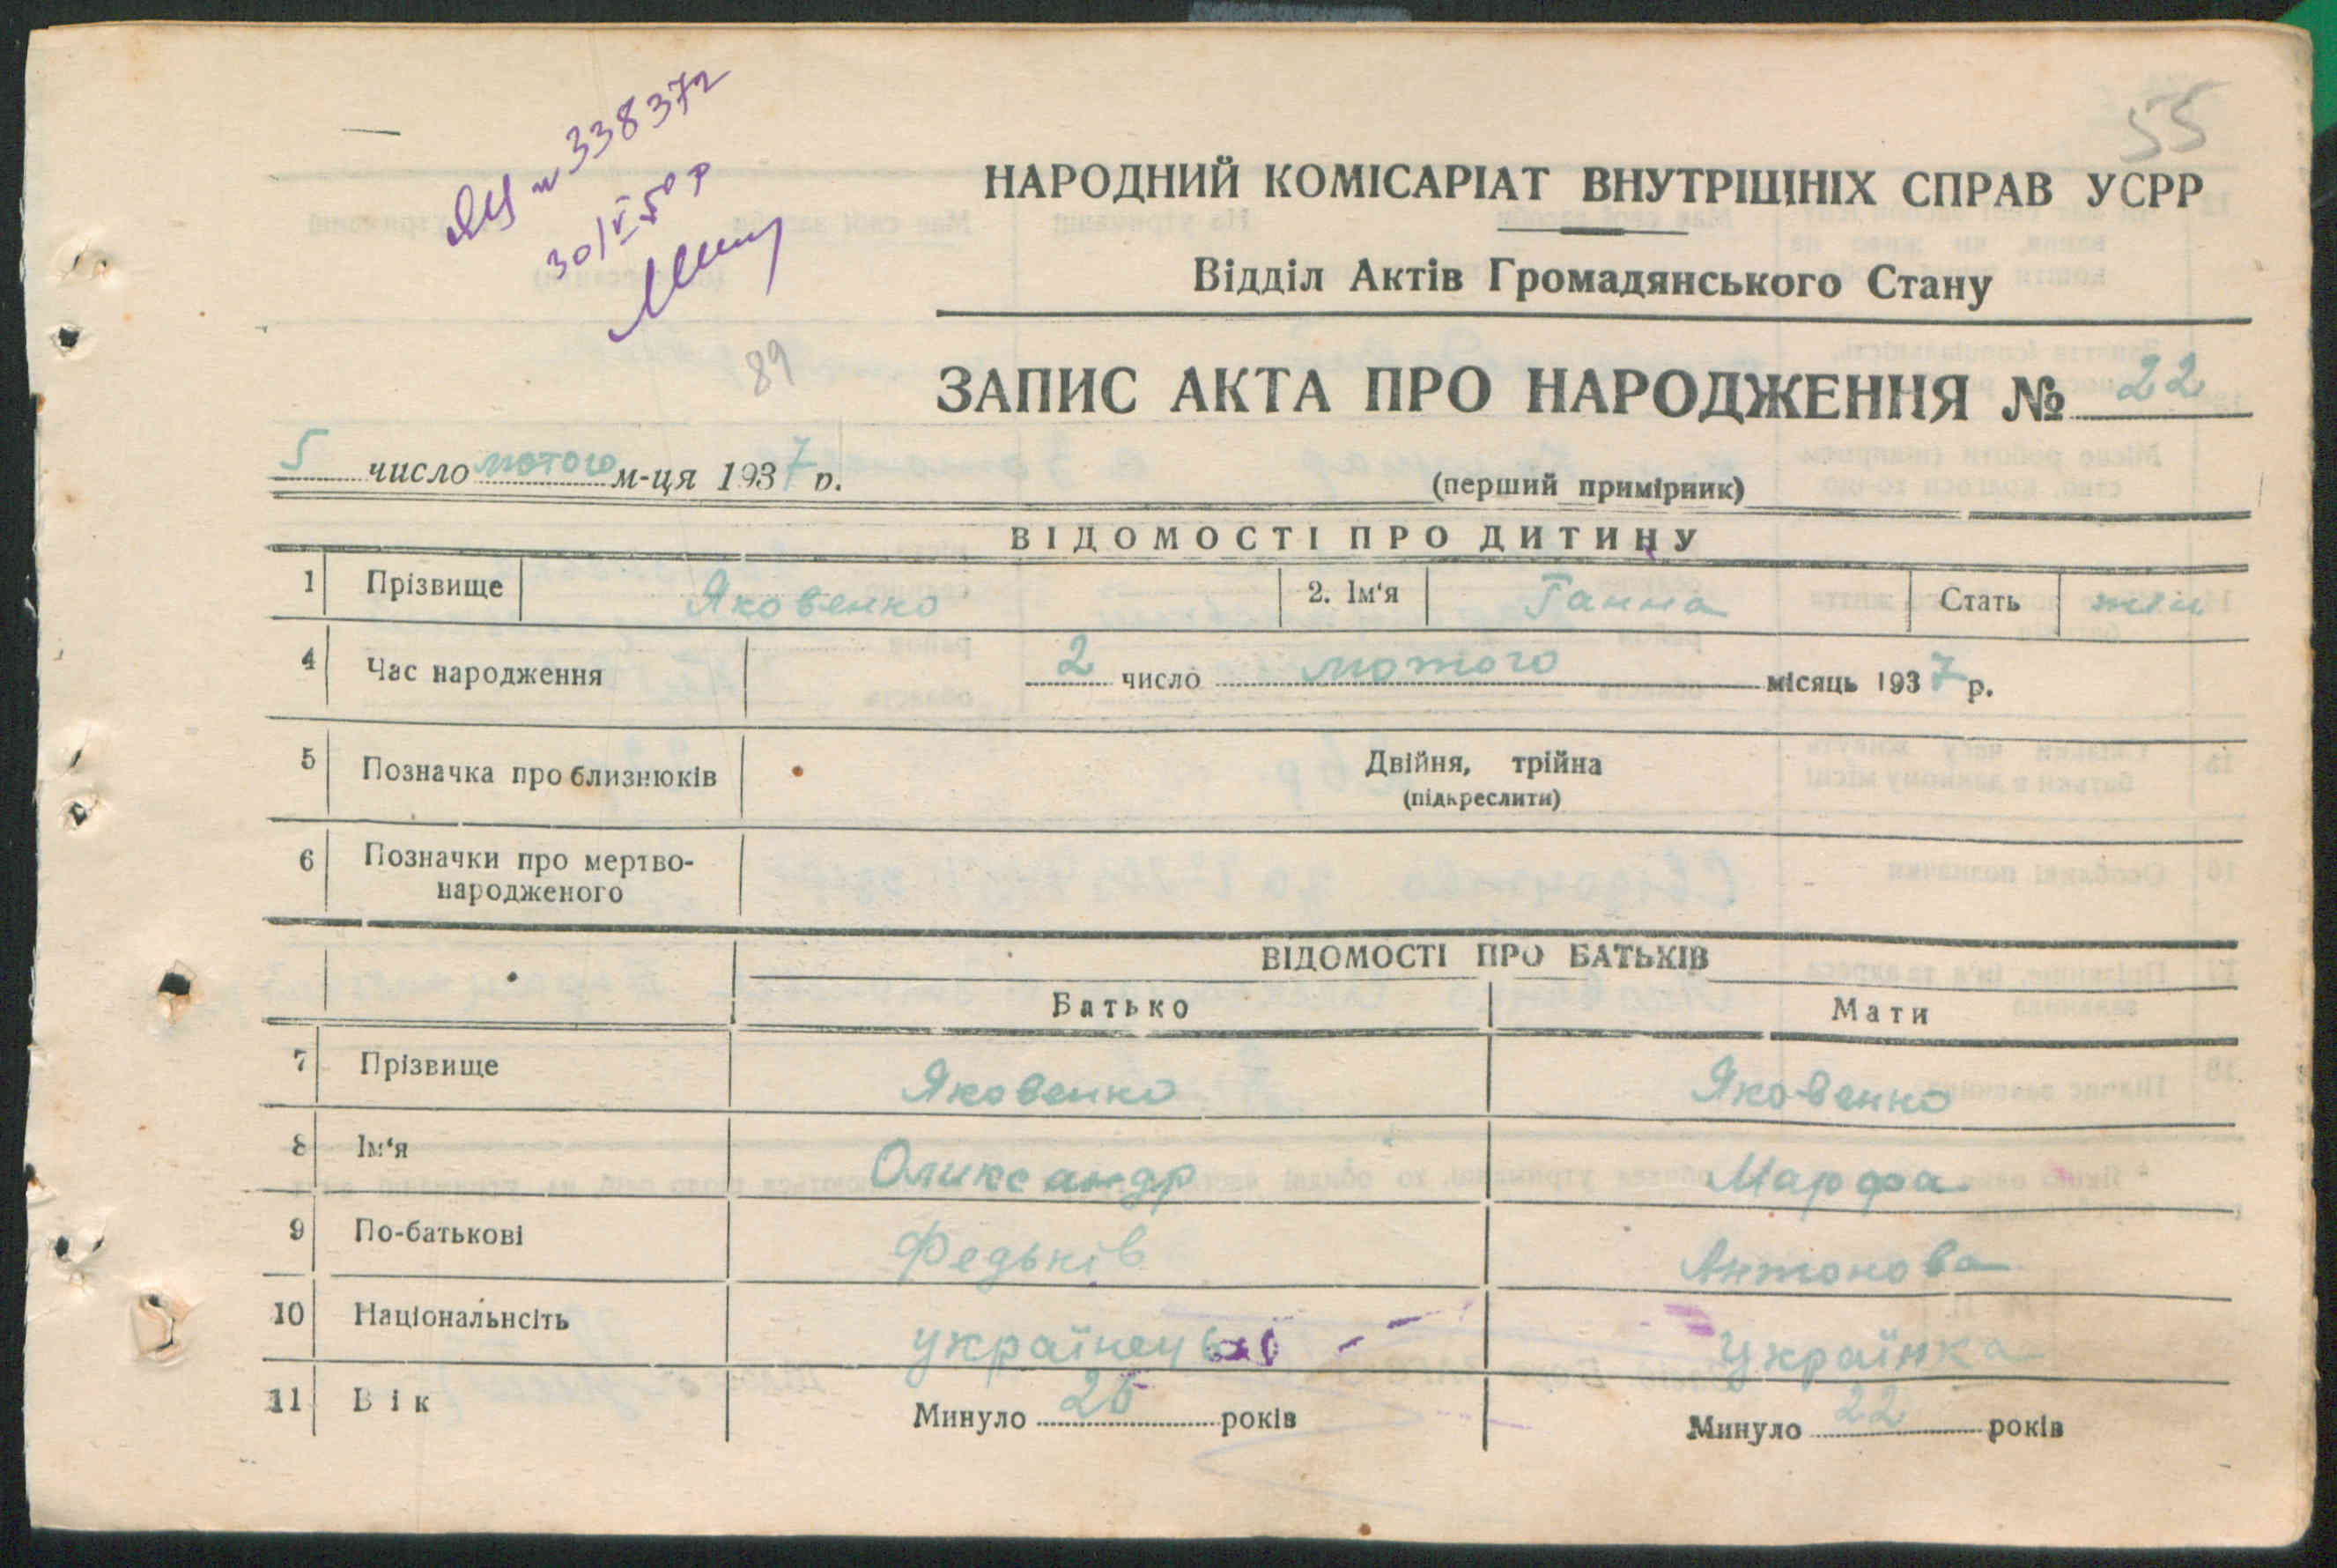 ЯЦ № 338372
30/V 50 р
55
89
НАРОДНИЙ КОМІСАРІАТ ВНУТРІШНІХ СПРАВ УСРР
Відділ Актів Громадянського Стану
ЗАПИС АКТА ПРО НАРОДЖЕННЯ № 22
5 число лютого м-ця 1937 р.
(перший примірник)
ВІДОМОСТІ ПРО ДИТИНУ
1 Прізвище Яковенко 2. Ім'я Ганна Стать жін
4 Час народження 2 число лютого місяць 1937 р.
5 Позначка про близнюків Двійня, трійна
(підкреслити)
6 Позначки про мертво-
народженого
ВІДОМОСТІ ПРО БАТЬКІВ
Батько Мати
7 Прізвище Яковенко Яковенко
8 Ім'я Олександр Марфа
9 По-батькові Федьків Антонова
10 Національнсіть українець Українка
11 Вік Минуло 25 років Минуло 22 років